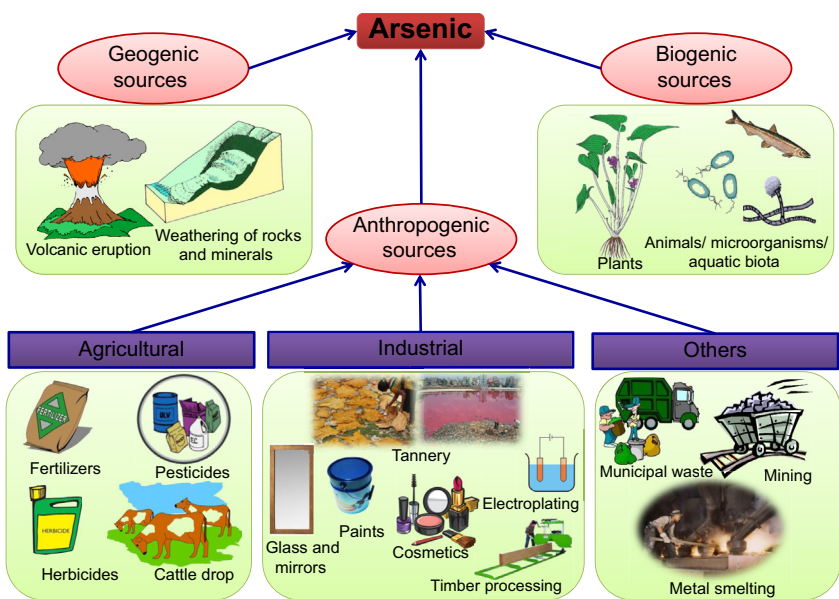 Arsenic
Geogenic
sources
Biogenic
sources
Volcanic eruption
Weathering of rocks
and minerals
Plants
Animals/ microorganisms/
aquatic biota
Anthropogenic
sources
Agricultural
Industrial
Others
FERTILIZER
Fertilizers
Pesticides
HERBICIDE
Herbicides
Cattle drop
Tannery
Glass and
mirrors
Paints
Cosmetics
Electroplating
Timber processing
Municipal waste
Mining
Metal smelting